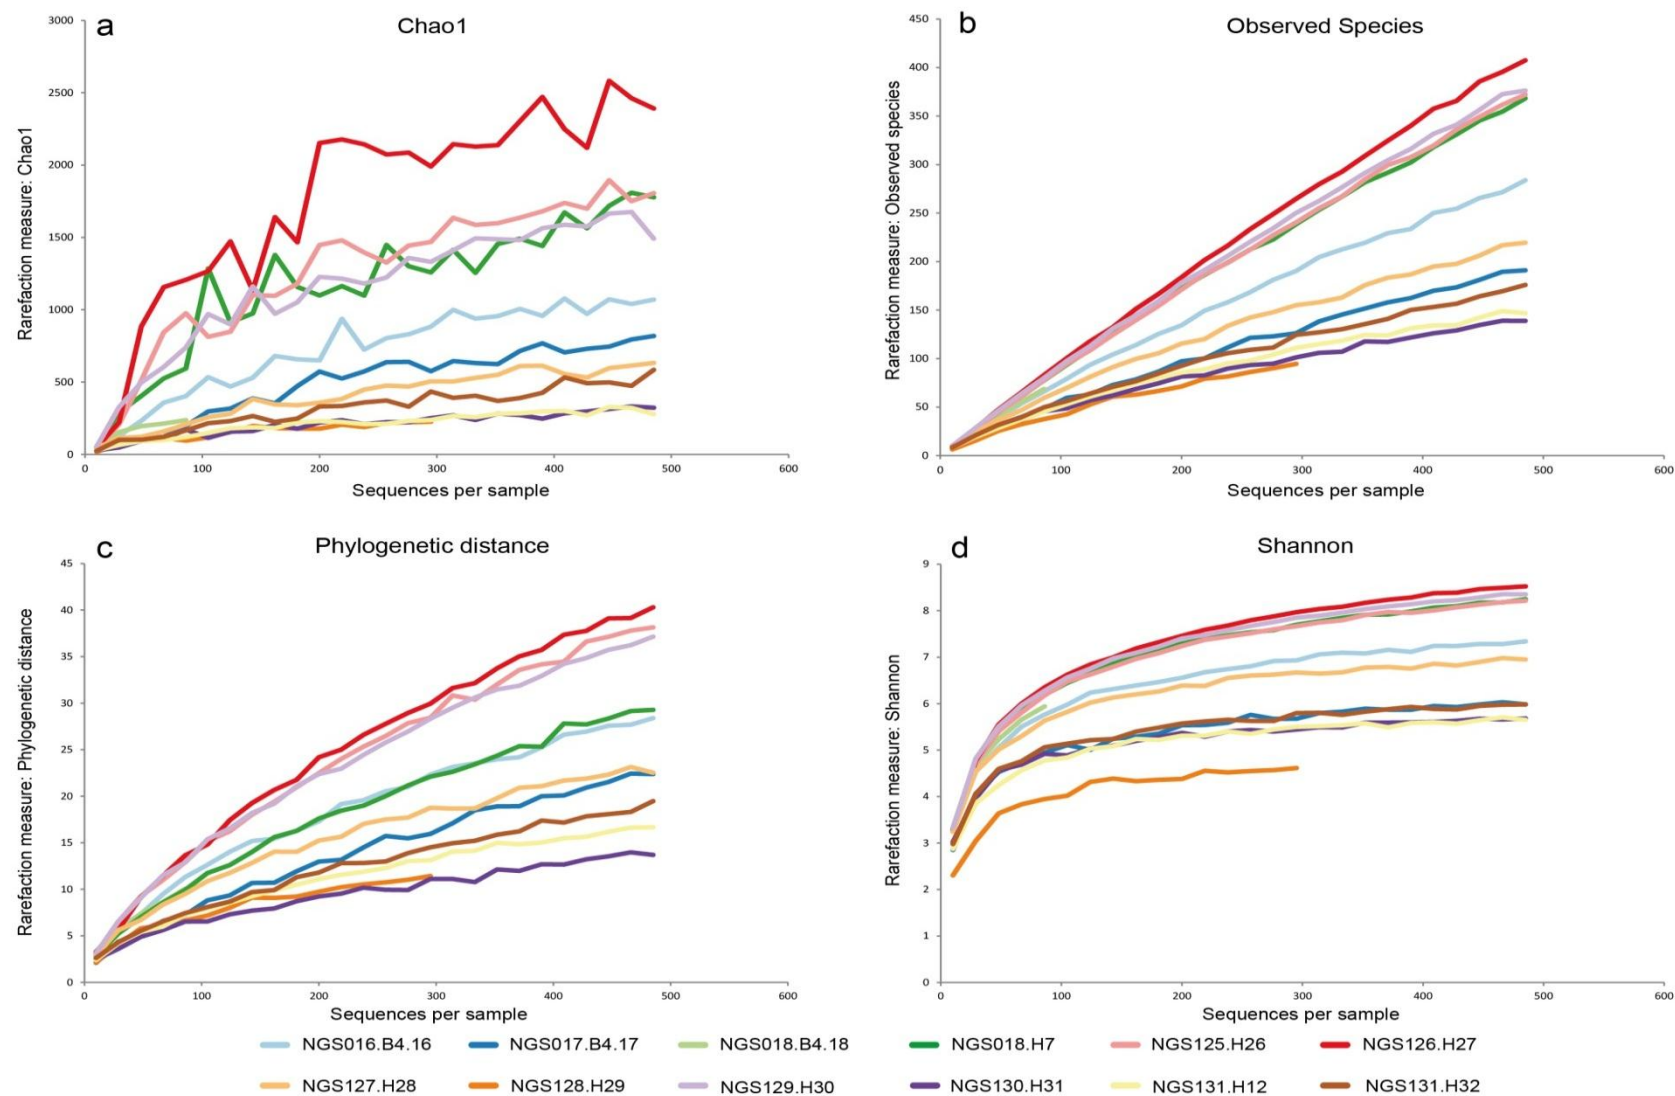 a
Chao1
3000
2500
2000
1500
1000
500
0
0 100 200 300 400 500 600
Rarefaction measure: Chao1
Sequences per sample
b
Observed Species
450
400
350
300
250
200
150
100
50
0
0 100 200 300 400 500 600
Rarefaction measure: Observed species
Sequences per sample
c
Phylogenetic distance
45
40
35
30
25
20
15
10
5
0
0 100 200 300 400 500 600
Rarefaction measure: Phylogenetic distance
Sequences per sample
d
Shannon
9
8
7
6
5
4
3
2
1
0
0 100 200 300 400 500 600
Rarefaction measure: Shannon
Sequences per sample
NGS016.B4.16 NGS017.B4.17 NGS018.B4.18 NGS018.H7 NGS125.H26 NGS126.H27
NGS127.H28 NGS128.H29 NGS129.H30 NGS130.H31 NGS131.H12 NGS131.H32